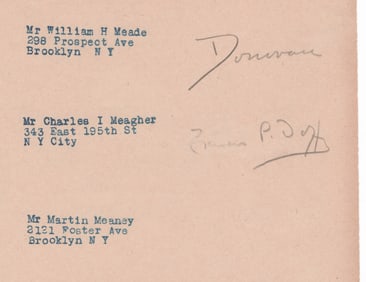 Mr William H Meade
298 Prospect Ave
Brooklyn N Y
Donovan
Mr Charles I Meagher
343 East 195th St
N Y City
P. Duff
Mr Martin Meaney
2121 Foster Ave
Brooklyn N Y